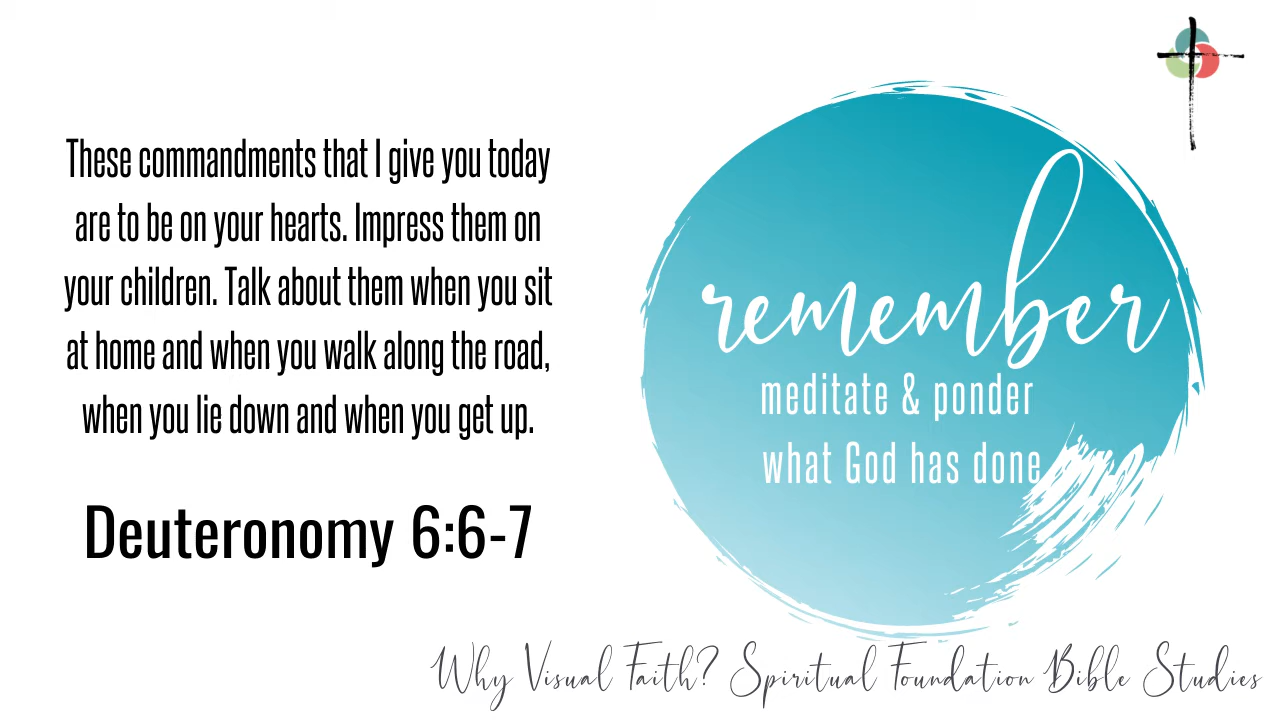 These commandments that I give you today
are to be on your hearts. Impress them on
your children. Talk about them when you sit
at home and when you walk along the road,
when you lie down and when you get up.
Deuteronomy 6:6-7
remember
meditate & ponder
what God has done
Why Visual Faith? Spiritual Foundation Bible Studies